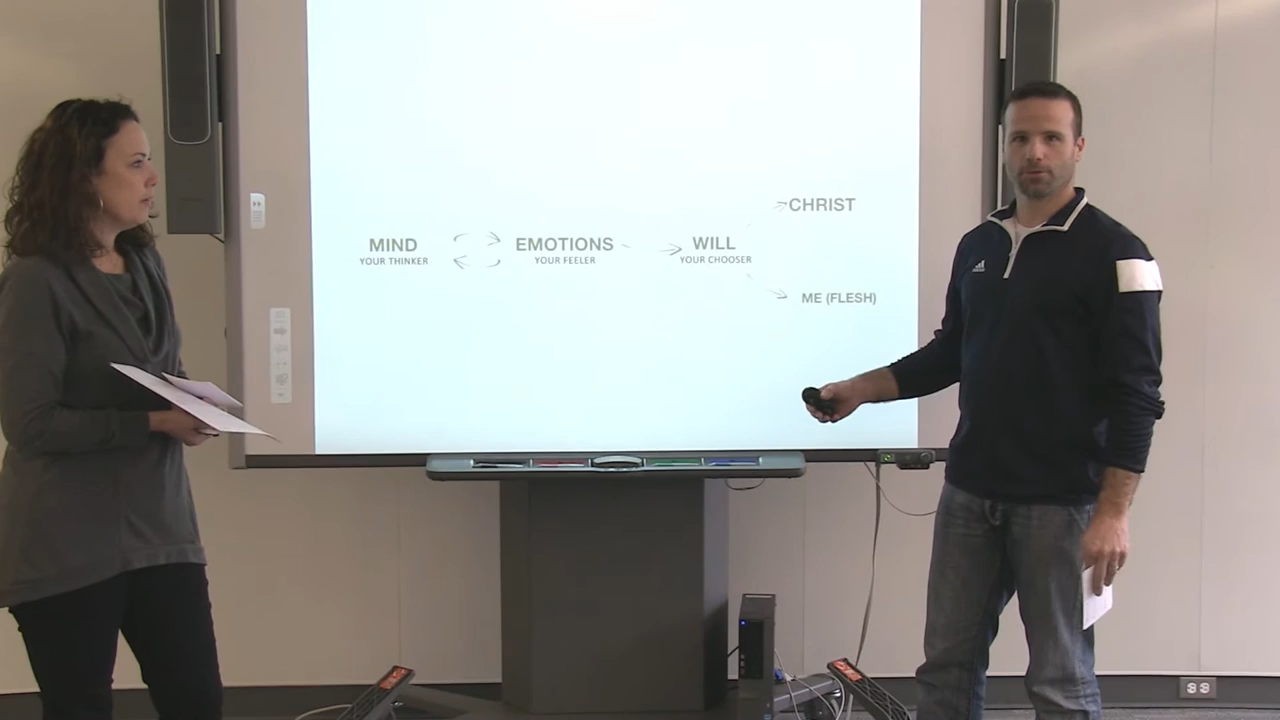 CHRIST
MIND
EMOTIONS
WILL
YOUR THINKER
YOUR FEELER
YOUR CHOOSER
ME (FLESH)